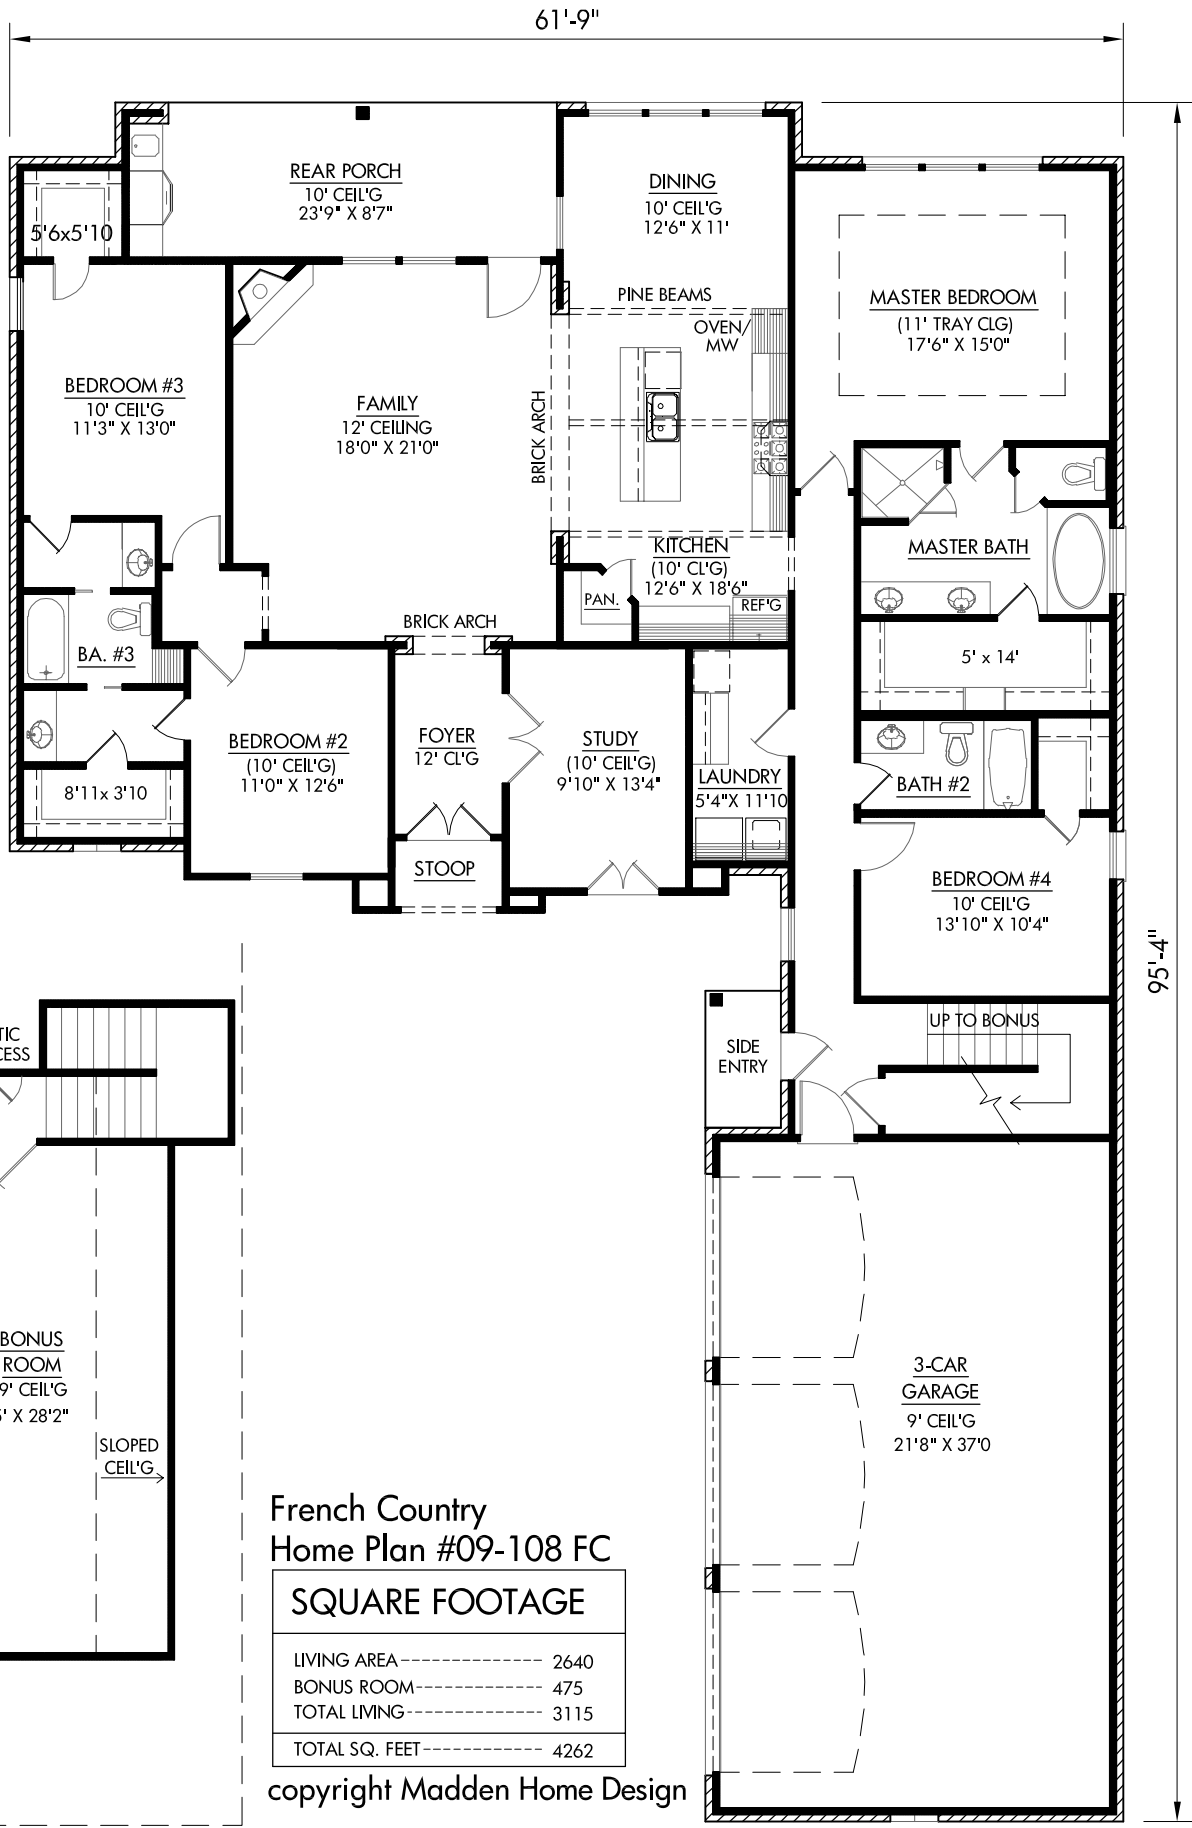 61'-9"
REAR PORCH
10' CEIL'G
23'9" X 8'7"
DINING
10' CEIL'G
12'6" X 11'
5'6x5'10
PINE BEAMS
OVEN/
MW
MASTER BEDROOM
(11' TRAY CLG)
17'6" X 15'0"
BEDROOM #3
10' CEIL'G
11'3" X 13'0"
FAMILY
12' CEILING
18'0" X 21'0"
BRICK ARCH
KITCHEN
(10' CL'G)
12'6" X 18'6"
MASTER BATH
PAN.
REF'G
BRICK ARCH
BA. #3
5' x 14'
FOYER
12' CL'G
BEDROOM #2
(10' CEIL'G)
11'0" X 12'6"
STUDY
(10' CEIL'G)
9'10" X 13'4"
LAUNDRY
5'4"X 11'10
BATH #2
8'11x 3'10
STOOP
BEDROOM #4
10' CEIL'G
13'10" X 10'4"
95'-4"
UP TO BONUS
SIDE
ENTRY
TIC
CESS
BONUS
ROOM
9' CEIL'G
' X 28'2"
SLOPED
CEIL'G
3-CAR
GARAGE
9' CEIL'G
21'8" X 37'0
French Country
Home Plan #09-108 FC
SQUARE FOOTAGE
LIVING AREA-------------- 2640
BONUS ROOM------------- 475
TOTAL LIVING-------------- 3115
TOTAL SQ. FEET------------ 4262
copyright Madden Home Design